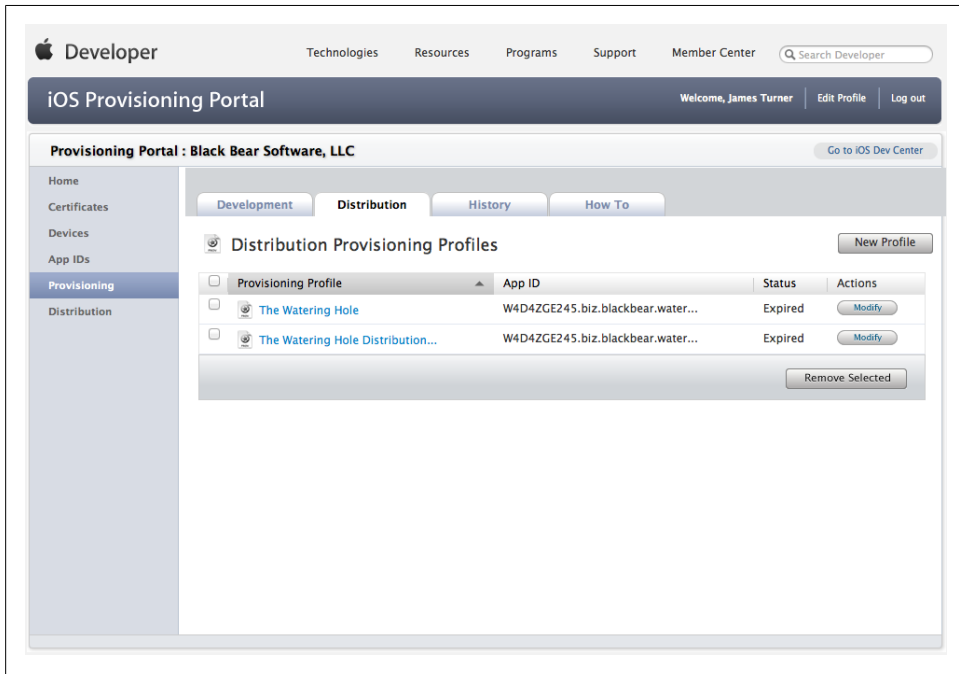 Developer
Technologies Resources Programs Support Member Center Search Developer
iOS Provisioning Portal
Welcome, James Turner Edit Profile Log out
Provisioning Portal : Black Bear Software, LLC
Go to iOS Dev Center
Home
Certificates
Devices
App IDs
Provisioning
Distribution
Development Distribution History How To
Distribution Provisioning Profiles
New Profile
Provisioning Profile App ID Status Actions
The Watering Hole W4D4ZGE245.biz.blackbear.water... Expired Modify
The Watering Hole Distribution... W4D4ZGE245.biz.blackbear.water... Expired Modify
Remove Selected